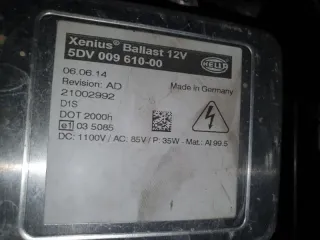 Xenius® Ballast 12V
5DV 009 610-00
HELLA
06.06.14
Revision: AD
Made in Germany
21002992
D1S
DOT 2000h
e1 03 5085
DC: 1100V / AC: 85V / P: 35W - Mat.: Al 99.5